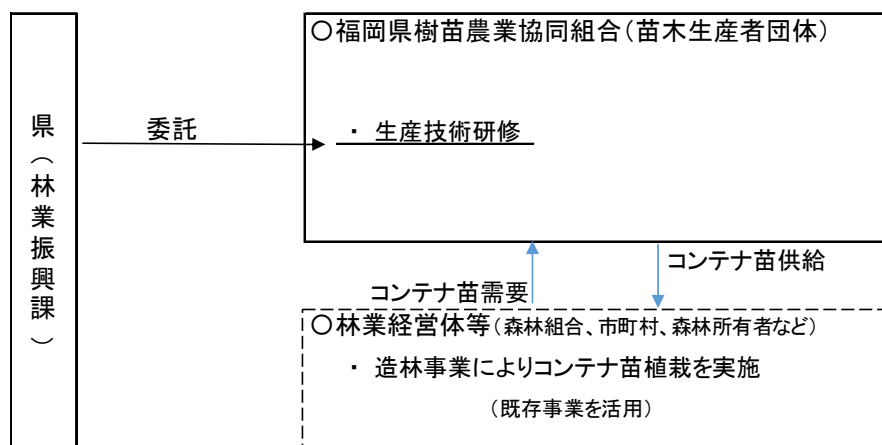 県（林業振興課）
委託
○福岡県樹苗農業協同組合（苗木生産者団体）
・ 生産技術研修
コンテナ苗需要
コンテナ苗供給
○林業経営体等（森林組合、市町村、森林所有者など）
・ 造林事業によりコンテナ苗植栽を実施
（既存事業を活用）